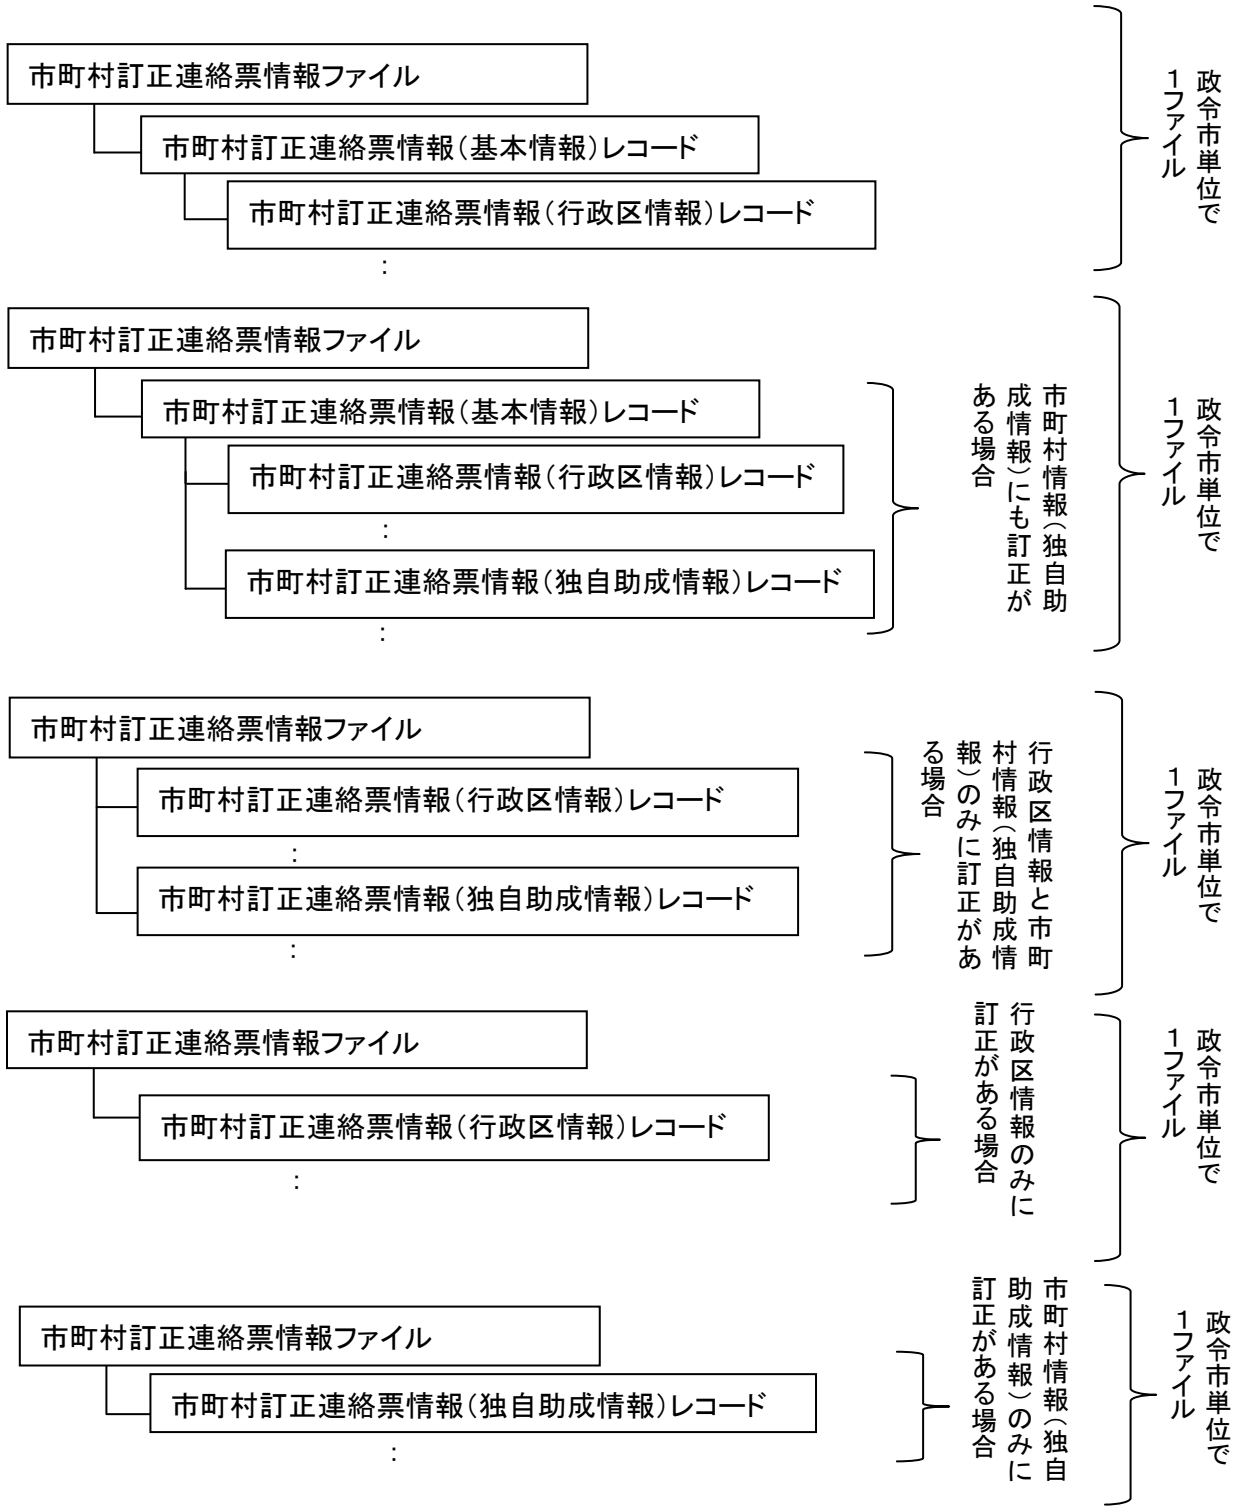 市町村訂正連絡票情報ファイル
市町村訂正連絡票情報（基本情報）レコード
市町村訂正連絡票情報（行政区情報）レコード
：
政令市単位で
１ファイル
市町村訂正連絡票情報ファイル
市町村訂正連絡票情報（基本情報）レコード
市町村訂正連絡票情報（行政区情報）レコード
：
市町村訂正連絡票情報（独自助成情報）レコード
：
市町村情報（独自助
成情報）にも訂正が
ある場合
政令市単位で
１ファイル
市町村訂正連絡票情報ファイル
市町村訂正連絡票情報（行政区情報）レコード
：
市町村訂正連絡票情報（独自助成情報）レコード
：
行政区情報と市町
村情報（独自助成情
報）のみに訂正があ
る場合
政令市単位で
１ファイル
市町村訂正連絡票情報ファイル
市町村訂正連絡票情報（行政区情報）レコード
：
行政区情報のみに
訂正がある場合
政令市単位で
１ファイル
市町村訂正連絡票情報ファイル
市町村訂正連絡票情報（独自助成情報）レコード
：
市町村情報（独自
助成情報）のみに
訂正がある場合
政令市単位で
１ファイル